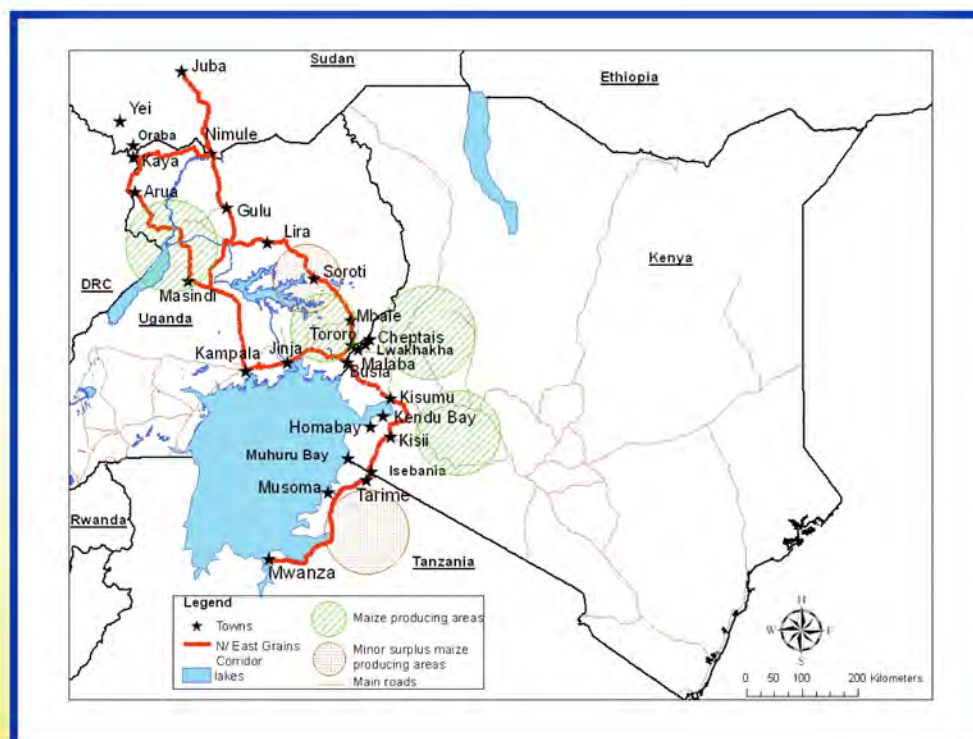 Sudan
Juba
Ethiopia
Yei
Oraba
Nimule
Kaya
Arua
Gulu
Lira
Soroti
Kenya
DRC
Masindi
Uganda
Mbale
Tororo
Cheptais
Lwakhakha
Jinja
Malaba
Kampala
Busia
Kisumu
Kendu Bay
Homabay
Kisii
Muhuru Bay
Isebania
Musoma
Tarime
Rwanda
Tanzania
Mwanza
Legend
Towns
N/ East Grains
Corridor
lakes
Maize producing areas
Minor surplus maize
producing areas
Main roads
N
W E
S
0 50 100 200 Kilometers